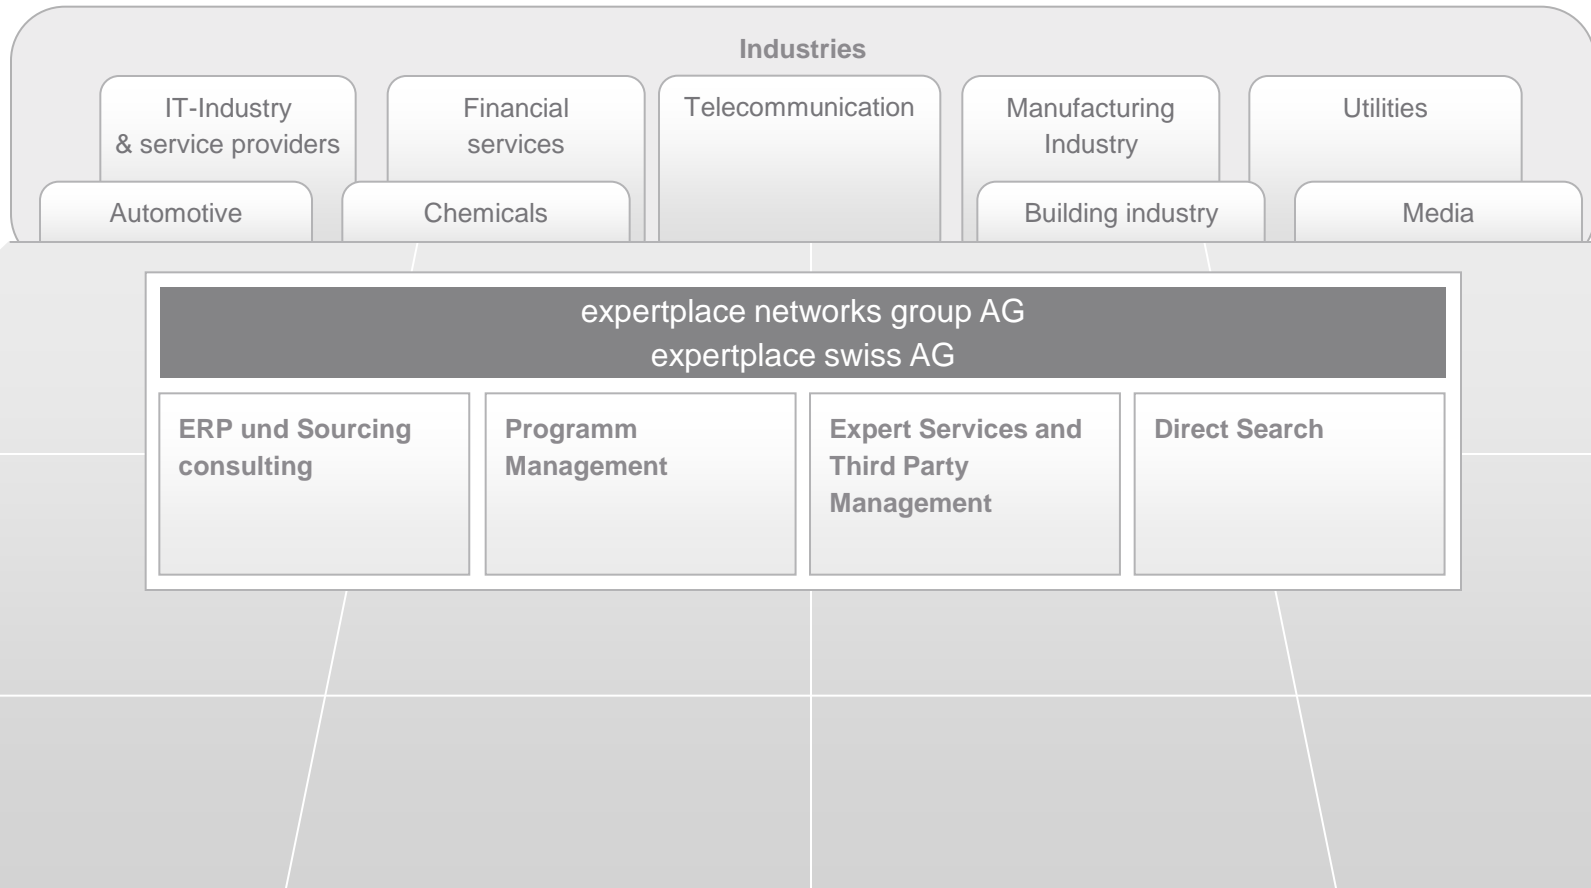 Industries
IT-Industry
& service providers
Financial
services
Telecommunication
Manufacturing
Industry
Utilities
Automotive
Chemicals
Building industry
Media
expertplace networks group AG
expertplace swiss AG
ERP und Sourcing
consulting
Programm
Management
Expert Services and
Third Party
Management
Direct Search